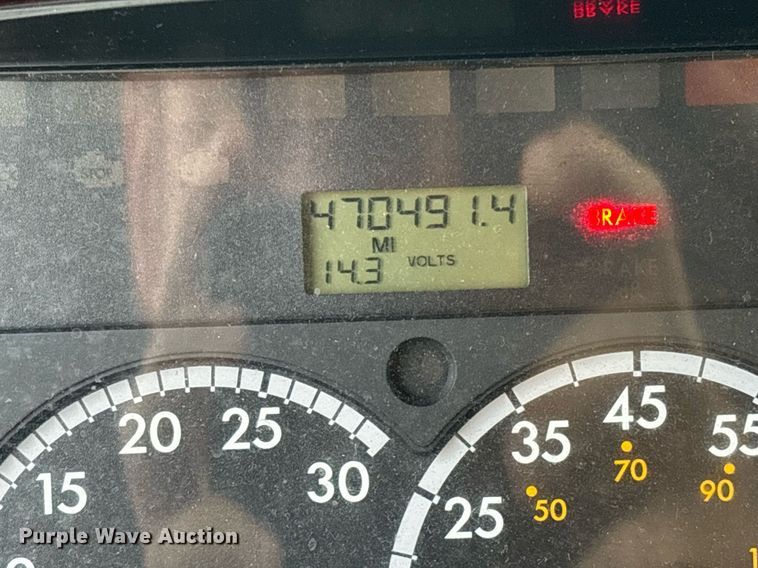 STOP
470491.4
BRAKE
MI
14.3 VOLTS
20 25 30
15
35 45 55
25
50 70 90
Purple Wave Auction